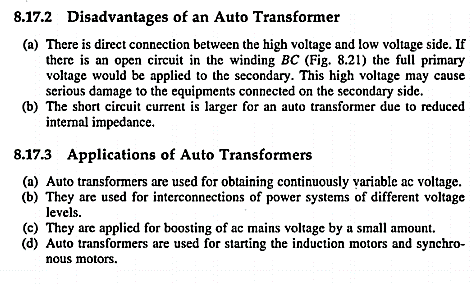 8.17.2 Disadvantages of an Auto Transformer
(a) There is direct connection between the high voltage and low voltage side. If
there is an open circuit in the winding BC (Fig. 8.21) the full primary
voltage would be applied to the secondary. This high voltage may cause
serious damage to the equipments connected on the secondary side.
(b) The short circuit current is larger for an auto transformer due to reduced
internal impedance.
8.17.3 Applications of Auto Transformers
(a) Auto transformers are used for obtaining continuously variable ac voltage.
(b) They are used for interconnections of power systems of different voltage
levels.
(c) They are applied for boosting of ac mains voltage by a small amount.
(d) Auto transformers are used for starting the induction motors and synchro-
nous motors.